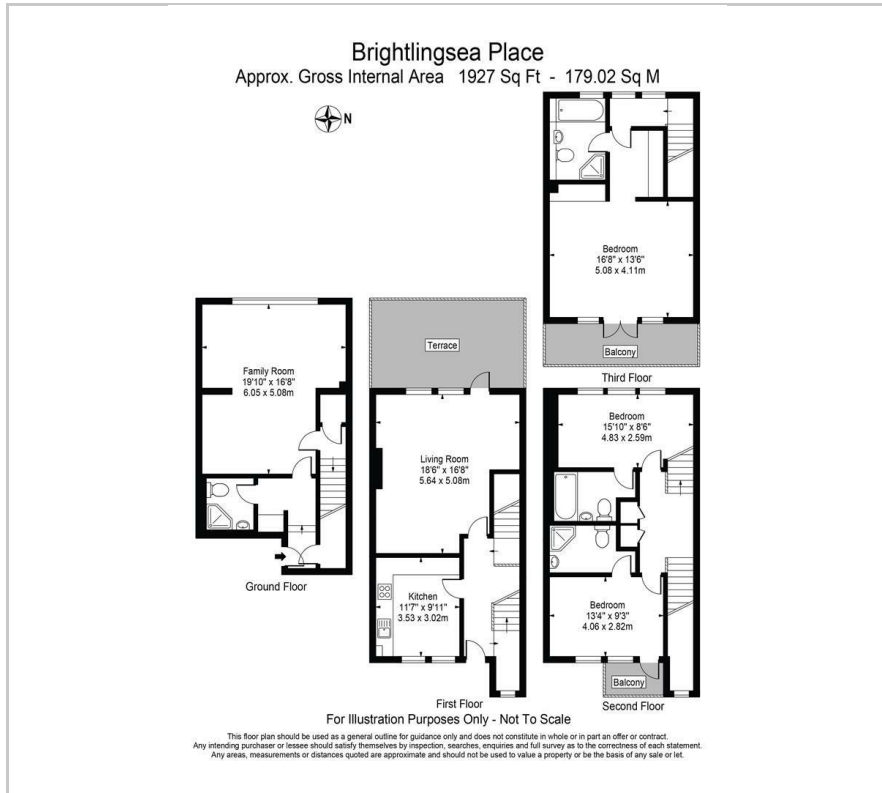 Brightlingsea Place
Approx. Gross Internal Area 1927 Sq Ft - 179.02 Sq M
N
Bedroom
16'8" x 13'6"
5.08 x 4.11m
Balcony
Third Floor
Family Room
19'10" x 16'8"
6.05 x 5.08m
Ground Floor
Terrace
Living Room
18'6" x 16'8"
5.64 x 5.08m
Kitchen
11'7" x 9'11"
3.53 x 3.02m
First Floor
Bedroom
15'10" x 8'6"
4.83 x 2.59m
Bedroom
13'4" x 9'3"
4.06 x 2.82m
Balcony
Second Floor
For Illustration Purposes Only - Not To Scale
This floor plan should be used as a general outline for guidance only and does not constitute in whole or in part an offer or contract.
Any intending purchaser or lessee should satisfy themselves by inspection, searches, enquiries and full survey as to the correctness of each statement.
Any areas, measurements or distances quoted are approximate and should not be used to value a property or be the basis of any sale or let.